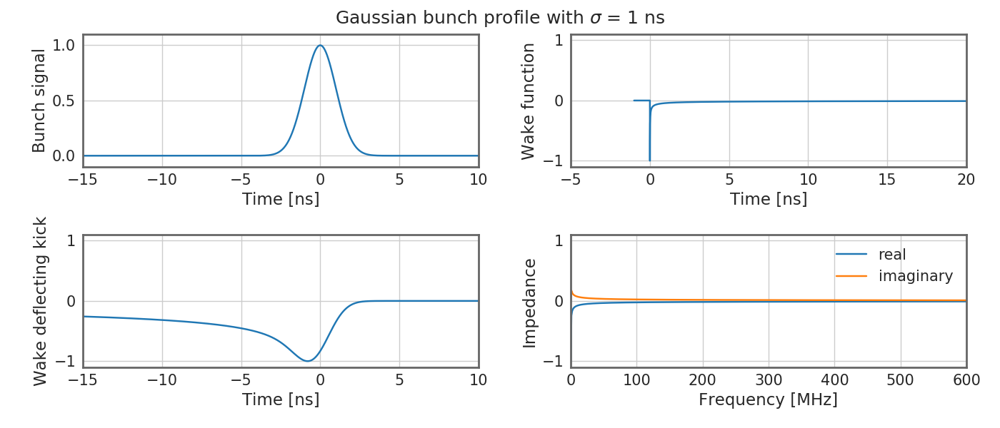 Gaussian bunch profile with σ = 1 ns
Bunch signal
1.0
0.5
0.0
−15 −10 −5 0 5 10
Time [ns]
Wake function
1
0
−1
−5 0 5 10 15 20
Time [ns]
Wake deflecting kick
1
0
−1
−15 −10 −5 0 5 10
Time [ns]
Impedance
1
0
−1
real
imaginary
0 100 200 300 400 500 600
Frequency [MHz]